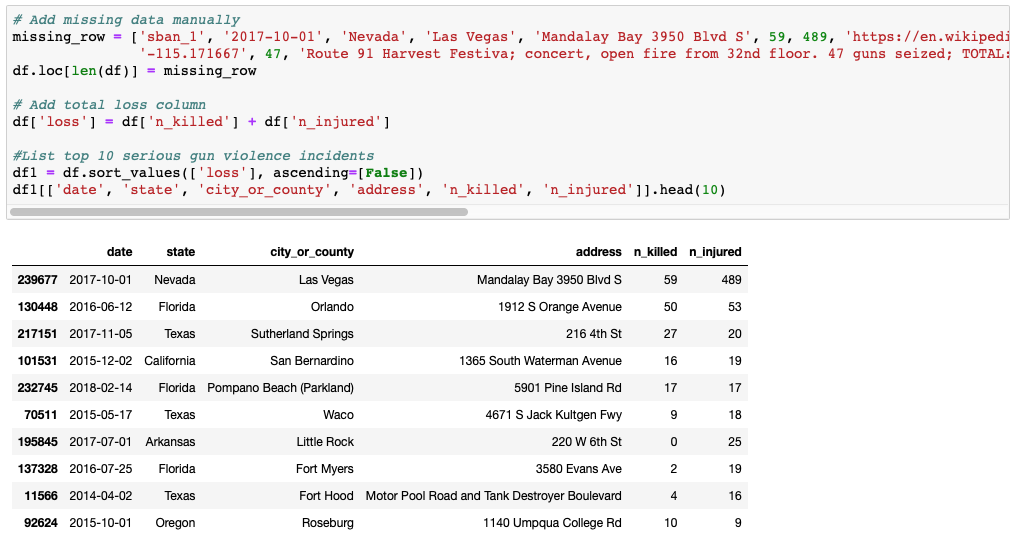 # Add missing data manually
missing_row = ['sban_1', '2017-10-01', 'Nevada', 'Las Vegas', 'Mandalay Bay 3950 Blvd S', 59, 489, 'https://en.wikipedi
'-115.171667', 47, 'Route 91 Harvest Festiva; concert, open fire from 32nd floor. 47 guns seized; TOTAL:
df.loc[len(df)] = missing_row
# Add total loss column
df['loss'] = df['n_killed'] + df['n_injured']
#List top 10 serious gun violence incidents
df1 = df.sort_values(['loss'], ascending=[False])
df1[['date', 'state', 'city_or_county', 'address', 'n_killed', 'n_injured']].head(10)
date state city_or_county address n_killed n_injured
239677 2017-10-01 Nevada Las Vegas Mandalay Bay 3950 Blvd S 59 489
130448 2016-06-12 Florida Orlando 1912 S Orange Avenue 50 53
217151 2017-11-05 Texas Sutherland Springs 216 4th St 27 20
101531 2015-12-02 California San Bernardino 1365 South Waterman Avenue 16 19
232745 2018-02-14 Florida Pompano Beach (Parkland) 5901 Pine Island Rd 17 17
70511 2015-05-17 Texas Waco 4671 S Jack Kultgen Fwy 9 18
195845 2017-07-01 Arkansas Little Rock 220 W 6th St 0 25
137328 2016-07-25 Florida Fort Myers 3580 Evans Ave 2 19
11566 2014-04-02 Texas Fort Hood Motor Pool Road and Tank Destroyer Boulevard 4 16
92624 2015-10-01 Oregon Roseburg 1140 Umpqua College Rd 10 9